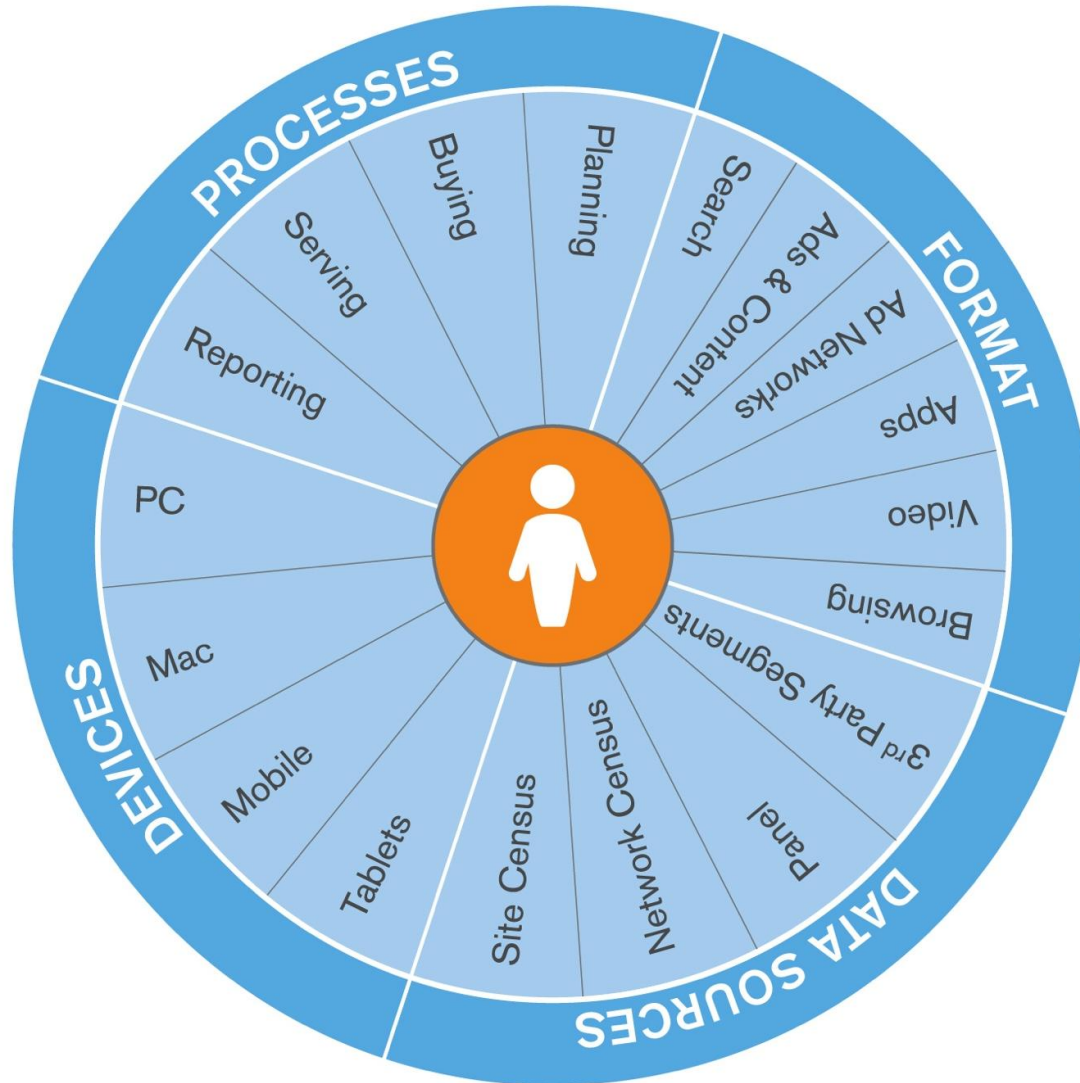 PROCESSES
Reporting
Serving
Buying
Planning
FORMAT
Search
Ads & Content
Ad Networks
Apps
Video
Browsing
DATA SOURCES
3rd Party Segments
Panel
Network Census
Site Census
DEVICES
Tablets
Mobile
Mac
PC